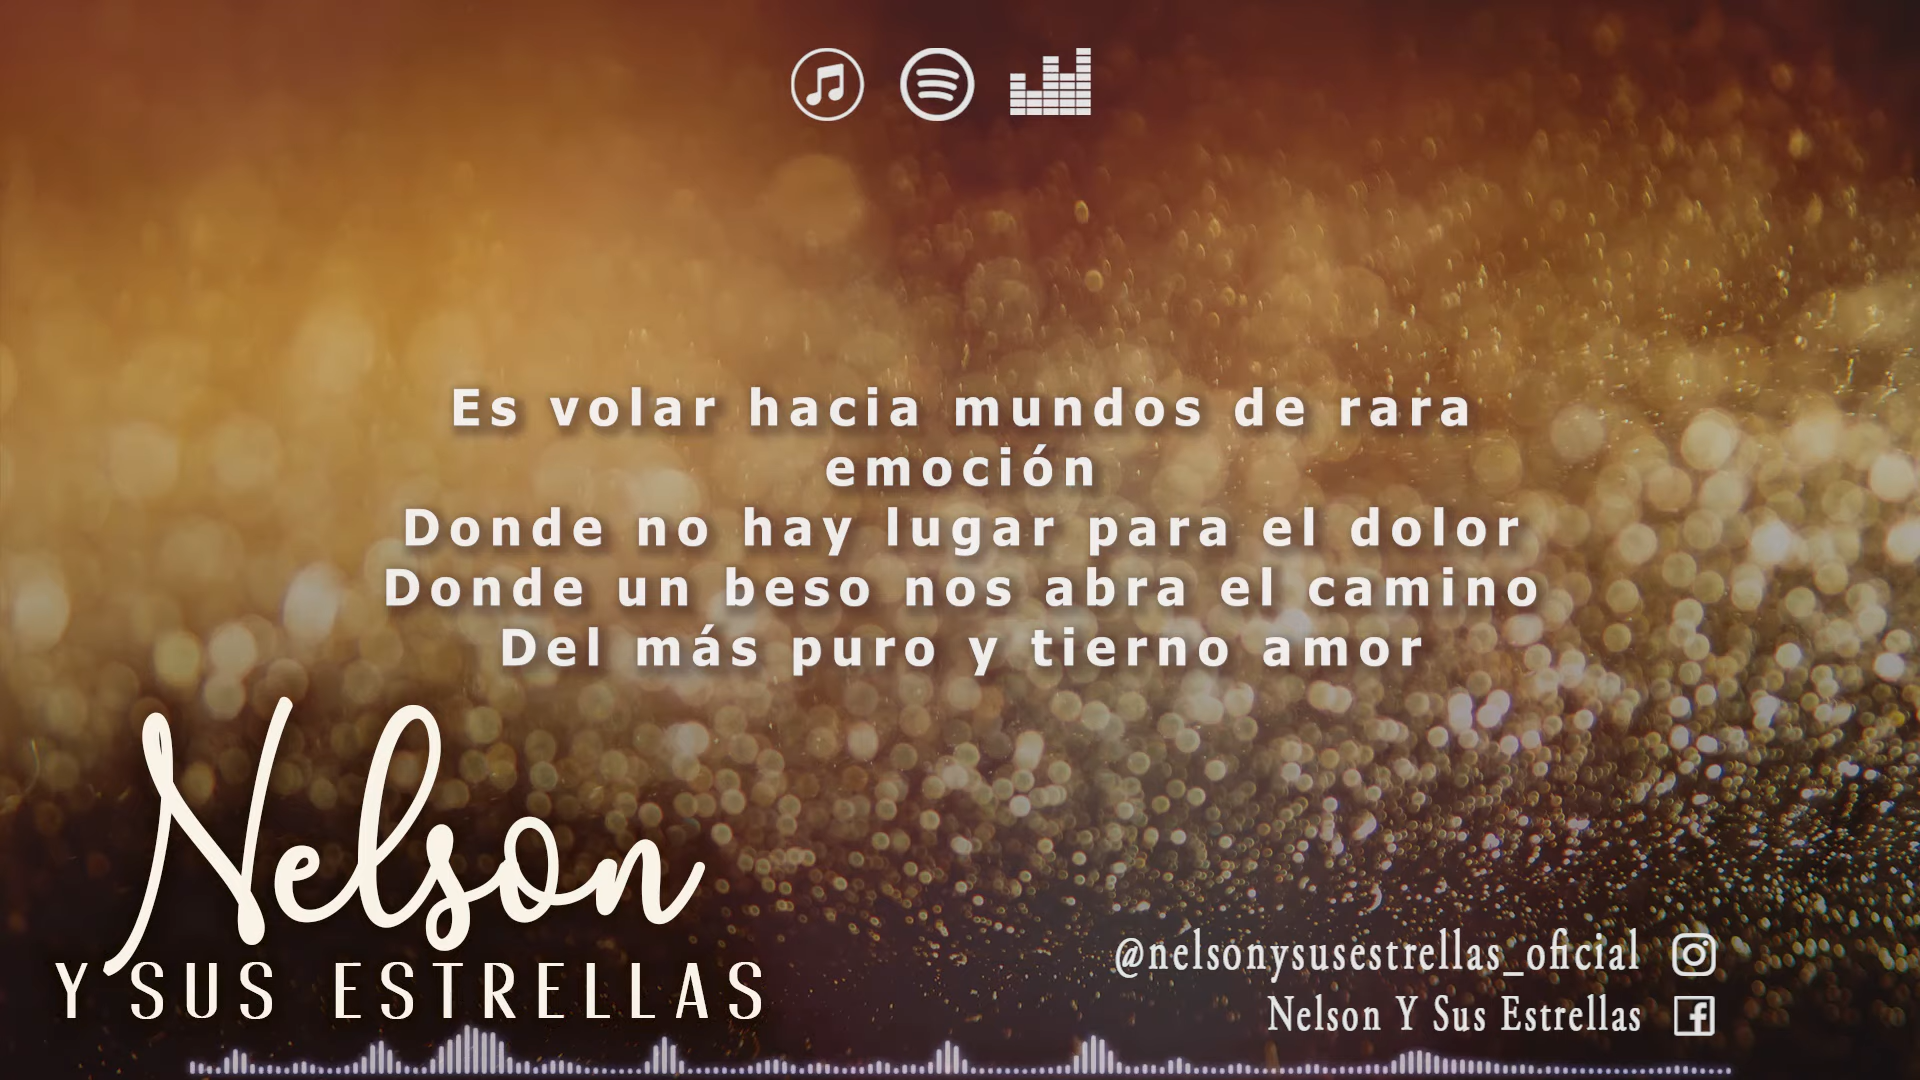 Es volar hacia mundos de rara
emoción
Donde no hay lugar para el dolor
Donde un beso nos abra el camino
Del más puro y tierno amor
Nelson
Y SUS ESTRELLAS
@nelsonysusestrellas_oficial
Nelson Y Sus Estrellas